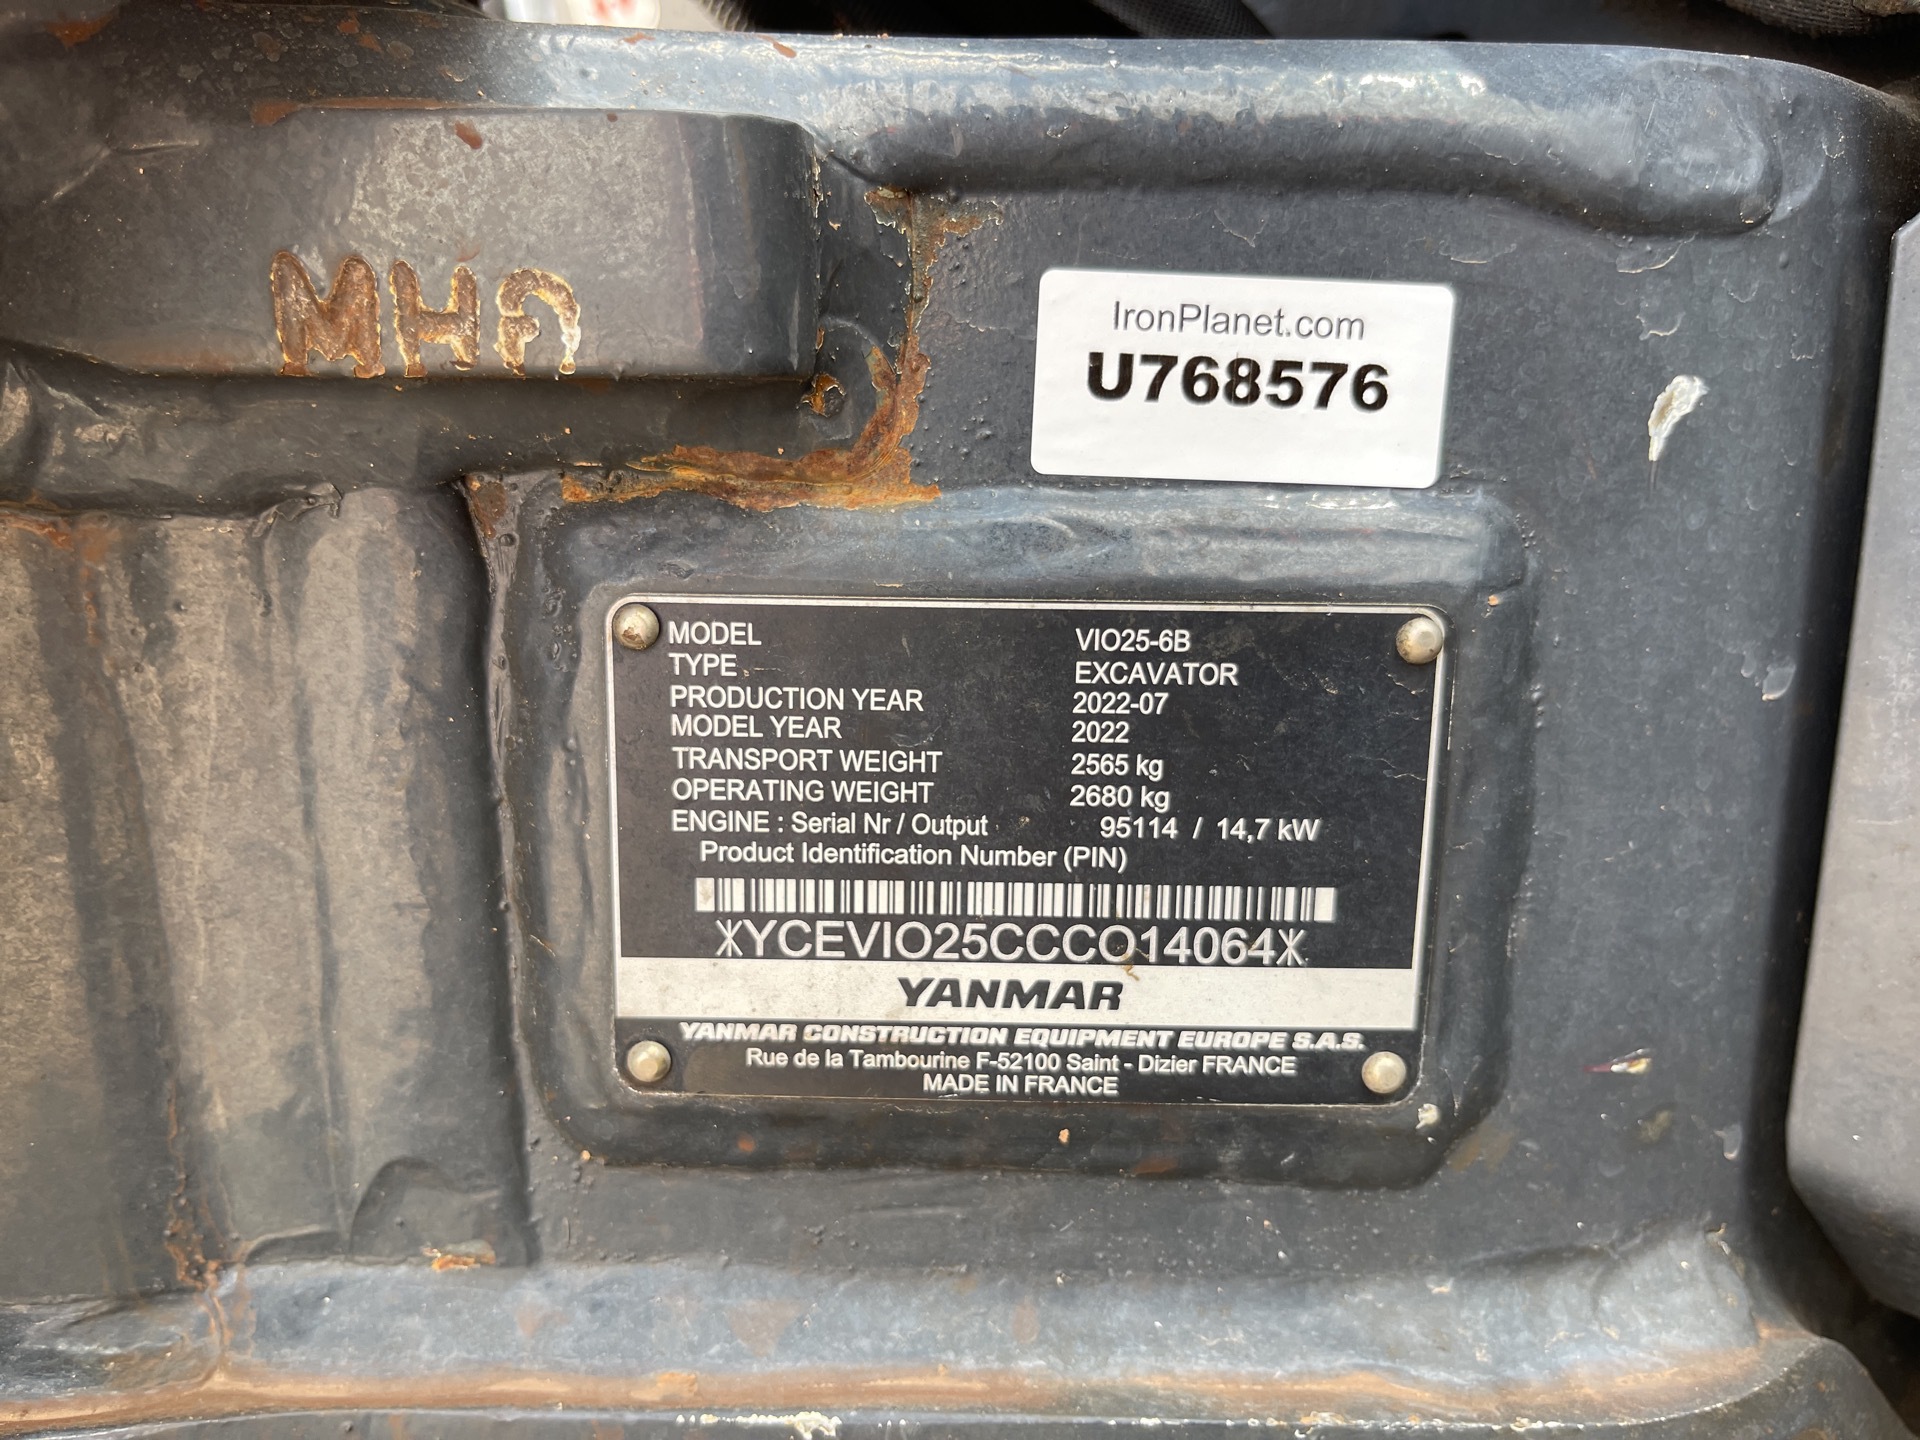 MHA
IronPlanet.com
U768576
MODEL VIO25-6B
TYPE EXCAVATOR
PRODUCTION YEAR 2022-07
MODEL YEAR 2022
TRANSPORT WEIGHT 2565 kg
OPERATING WEIGHT 2680 kg
ENGINE : Serial Nr / Output 95114 / 14,7 kW
Product Identification Number (PIN)
YCEVIO25CCCO14064
YANMAR
YANMAR CONSTRUCTION EQUIPMENT EUROPE S.A.S.
Rue de la Tambourine F-52100 Saint - Dizier FRANCE
MADE IN FRANCE